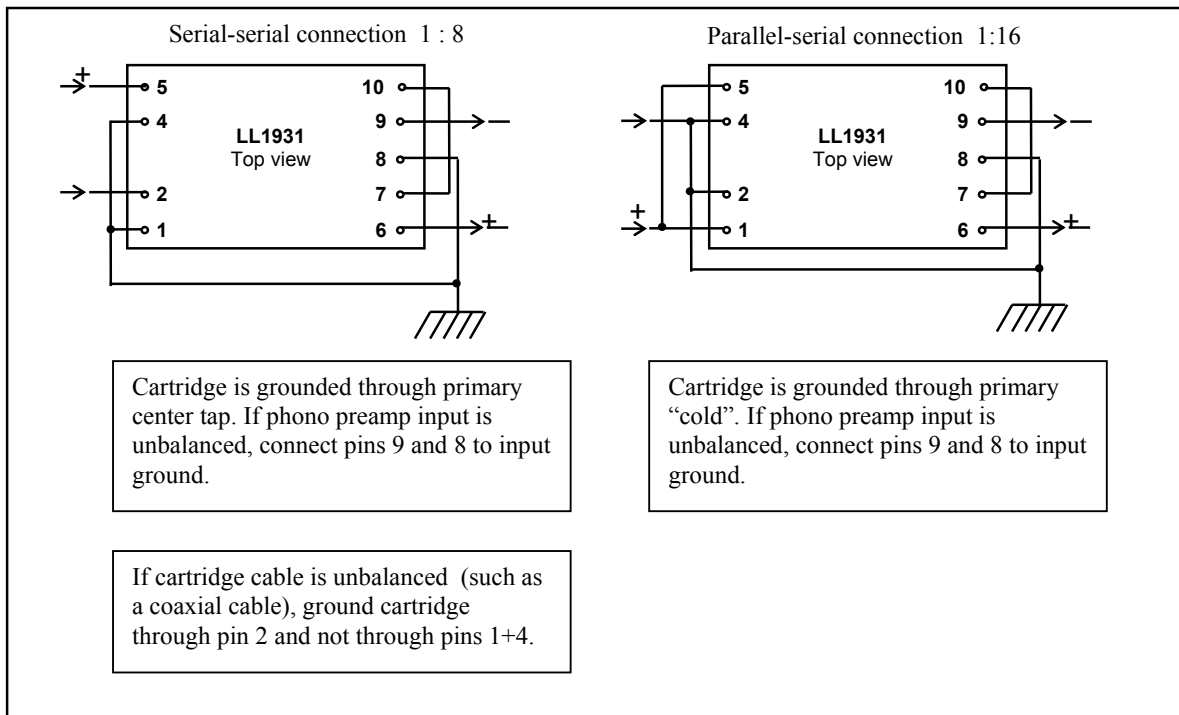 Serial-serial connection 1 : 8
+
5
4
2
1
LL1931
Top view
10
9
8
7
6
—
+
Cartridge is grounded through primary
center tap. If phono preamp input is
unbalanced, connect pins 9 and 8 to input
ground.
If cartridge cable is unbalanced (such as
a coaxial cable), ground cartridge
through pin 2 and not through pins 1+4.
Parallel-serial connection 1:16
5
4
2
+
1
LL1931
Top view
10
9
8
7
6
—
+
Cartridge is grounded through primary
“cold”. If phono preamp input is
unbalanced, connect pins 9 and 8 to input
ground.